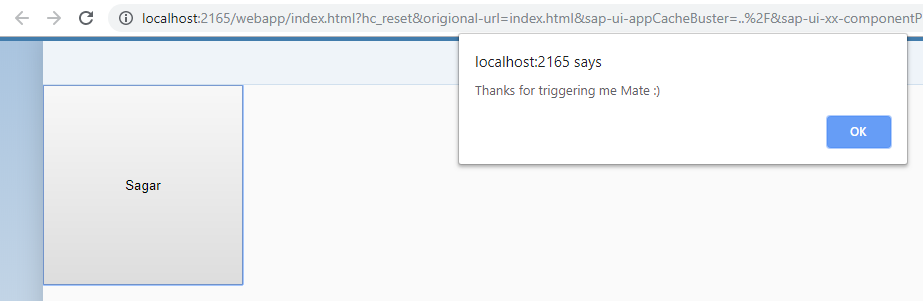 localhost:2165/webapp/index.html?hc_reset&origional-url=index.html&sap-ui-appCacheBuster=..%2F&sap-ui-xx-componentP
localhost:2165 says
Thanks for triggering me Mate :)
OK
Sagar